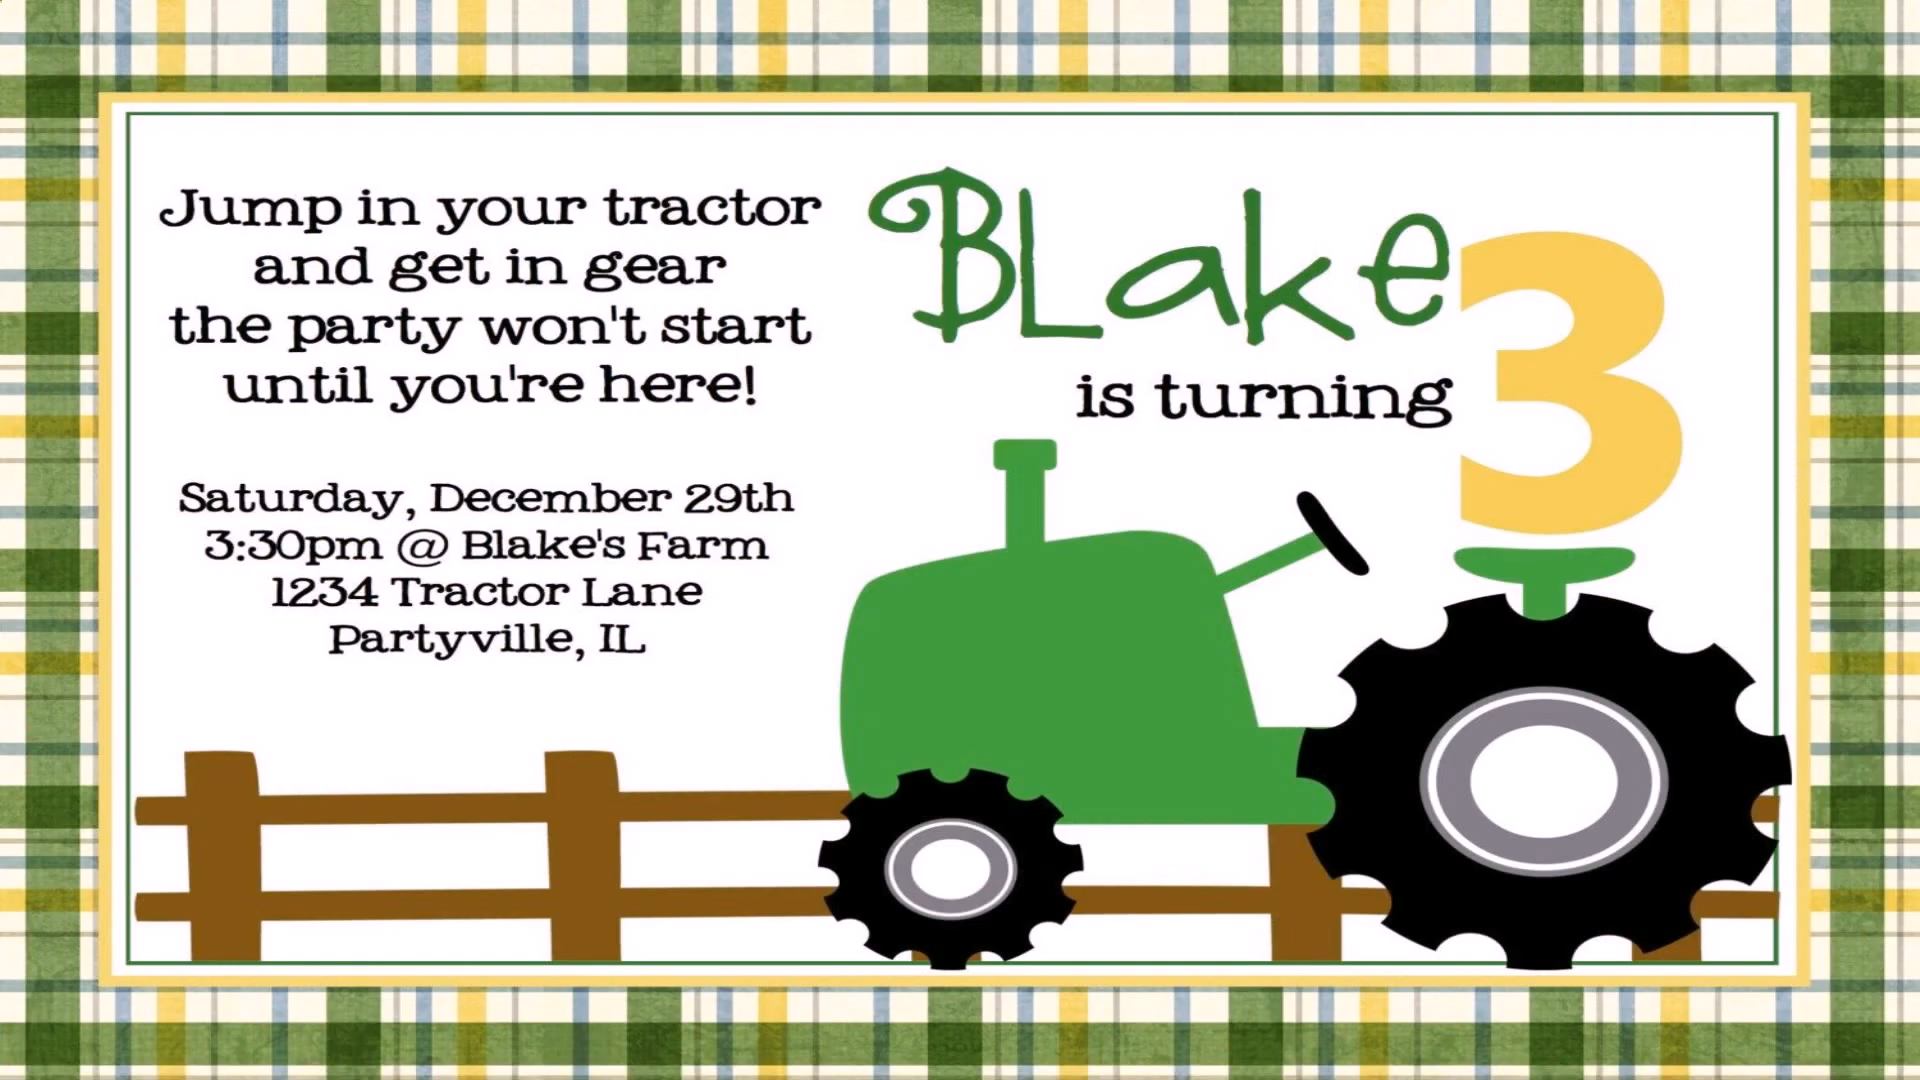 Jump in your tractor
and get in gear
the party won't start
until you're here!
Saturday, December 29th
3:30pm @ Blake's Farm
1234 Tractor Lane
Partyville, IL
BLake
is turning
3